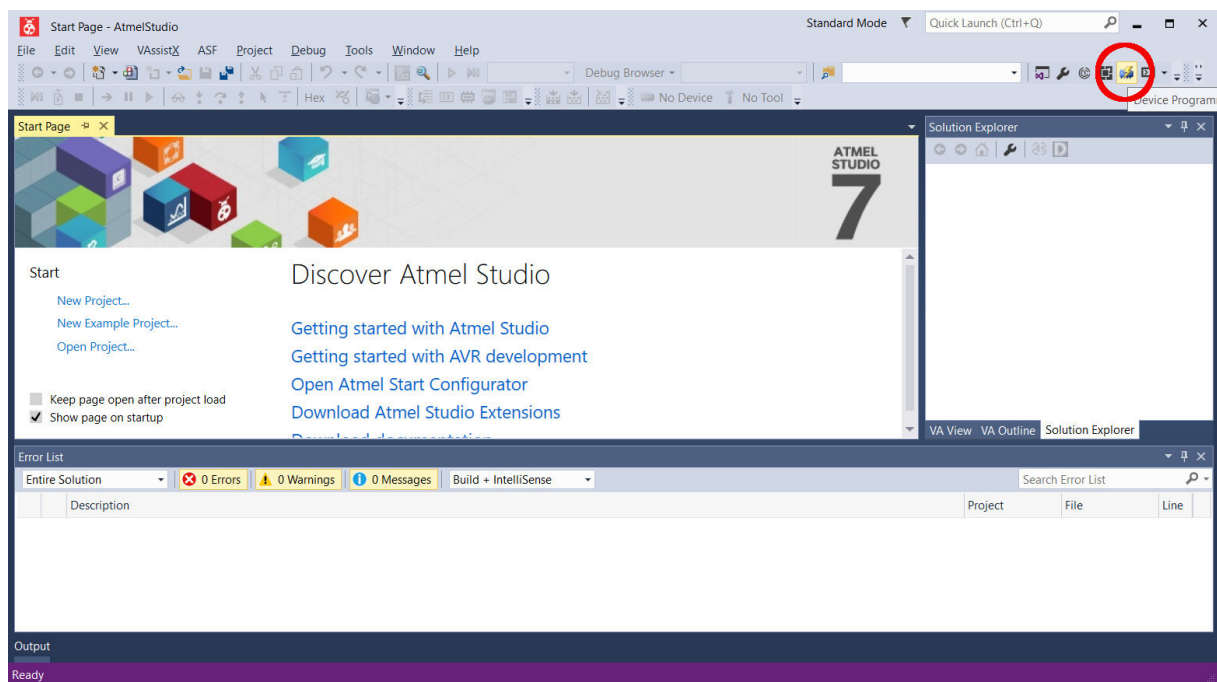 Start Page - AtmelStudio
Standard Mode
Quick Launch (Ctrl+Q)
File Edit View VAssistX ASF Project Debug Tools Window Help
Debug Browser
Hex
No Device
No Tool
Device Program
Start Page
Solution Explorer
ATMEL
STUDIO
7
Start
New Project...
New Example Project...
Open Project...
Keep page open after project load
Show page on startup
Discover Atmel Studio
Getting started with Atmel Studio
Getting started with AVR development
Open Atmel Start Configurator
Download Atmel Studio Extensions
Download documentation
VA View VA Outline Solution Explorer
Error List
Entire Solution
0 Errors
0 Warnings
0 Messages
Build + IntelliSense
Search Error List
Description
Project
File
Line
Output
Ready